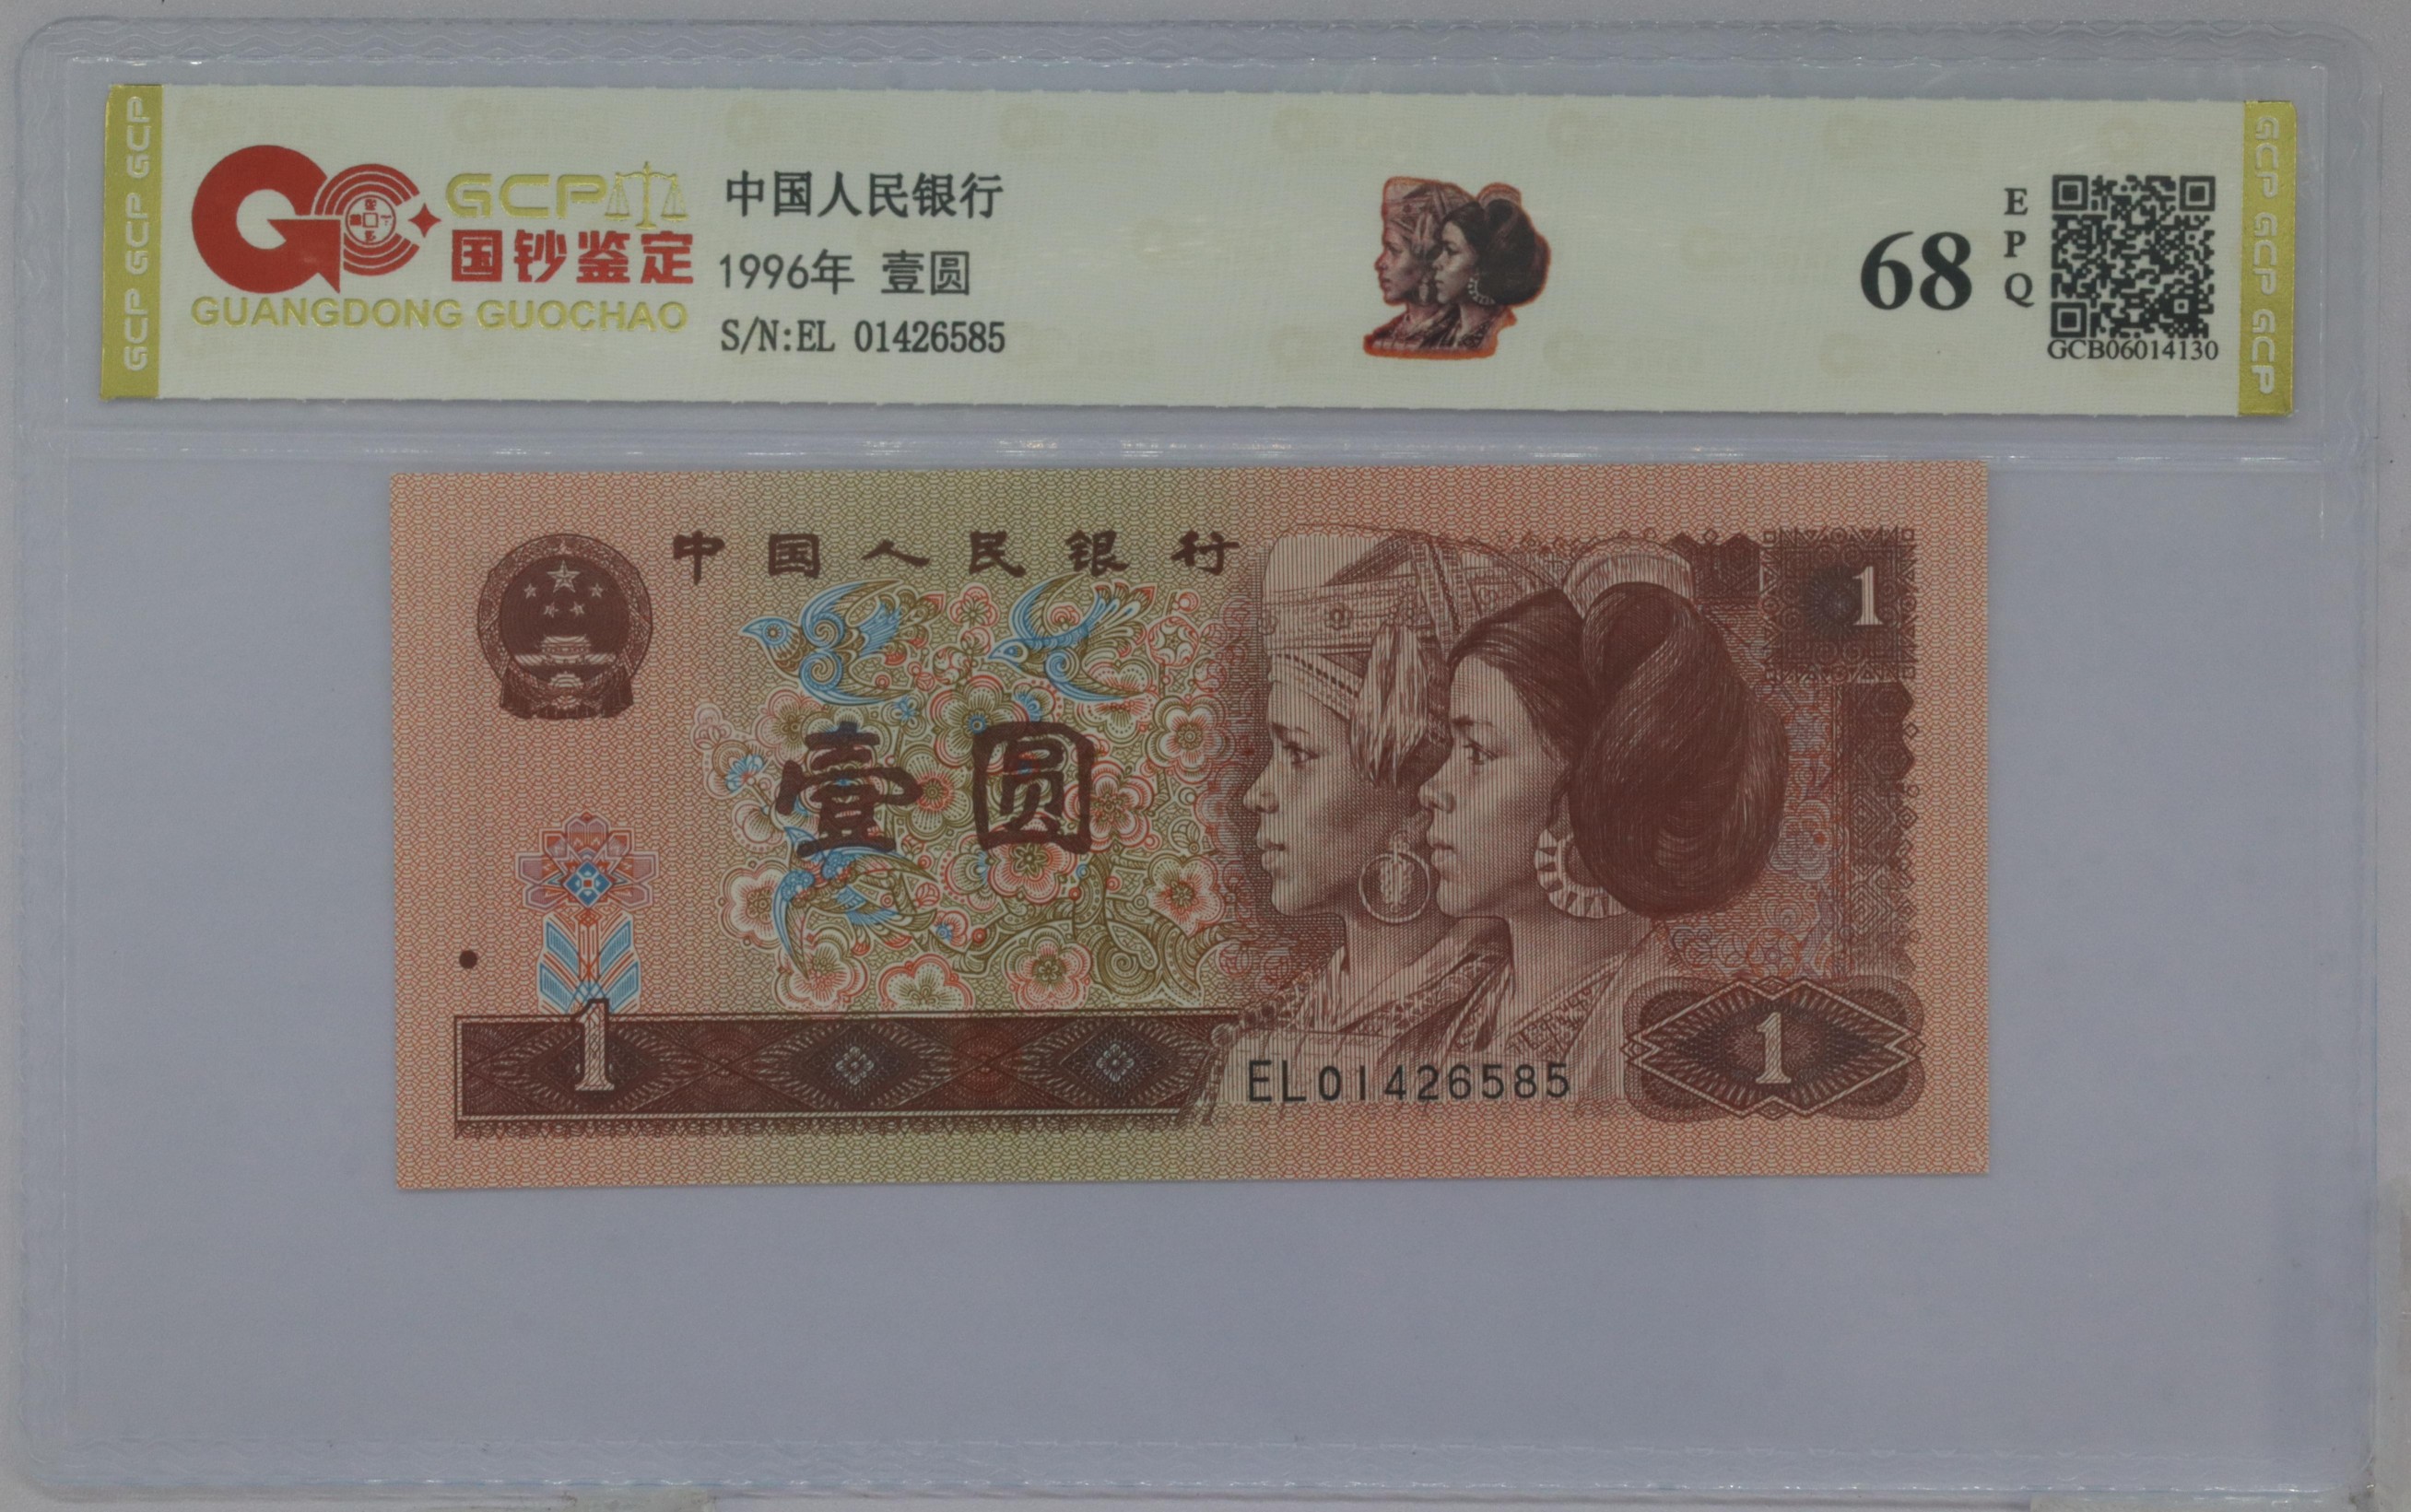 GCP GCP GCP
GCP
国钞鉴定
GUANGDONG GUOCHAO
中国人民银行
1996年 壹圆
S/N:EL 01426585
68
E
P
Q
GCB06014130
GCP GCP GCP
中国人民银行
1
壹圆
1
EL01426585
1